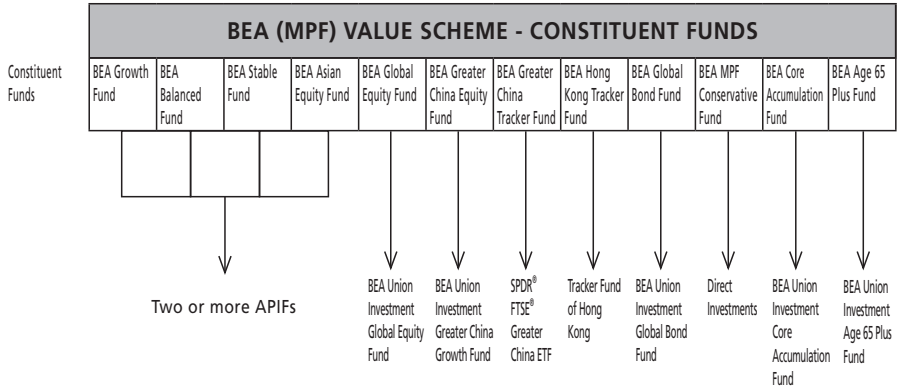 BEA (MPF) VALUE SCHEME - CONSTITUENT FUNDS
Constituent
Funds
BEA Growth
Fund
BEA
Balanced
Fund
BEA Stable
Fund
BEA Asian
Equity Fund
BEA Global
Equity Fund
BEA Greater
China Equity
Fund
BEA Greater
China
Tracker Fund
BEA Hong
Kong Tracker
Fund
BEA Global
Bond Fund
BEA MPF
Conservative
Fund
BEA Core
Accumulation
Fund
BEA Age 65
Plus Fund
Two or more APIFs
BEA Union
Investment
Global Equity
Fund
BEA Union
Investment
Greater China
Growth Fund
SPDR®
FTSE®
Greater
China ETF
Tracker Fund
of Hong
Kong
BEA Union
Investment
Global Bond
Fund
Direct
Investments
BEA Union
Investment
Core
Accumulation
Fund
BEA Union
Investment
Age 65 Plus
Fund